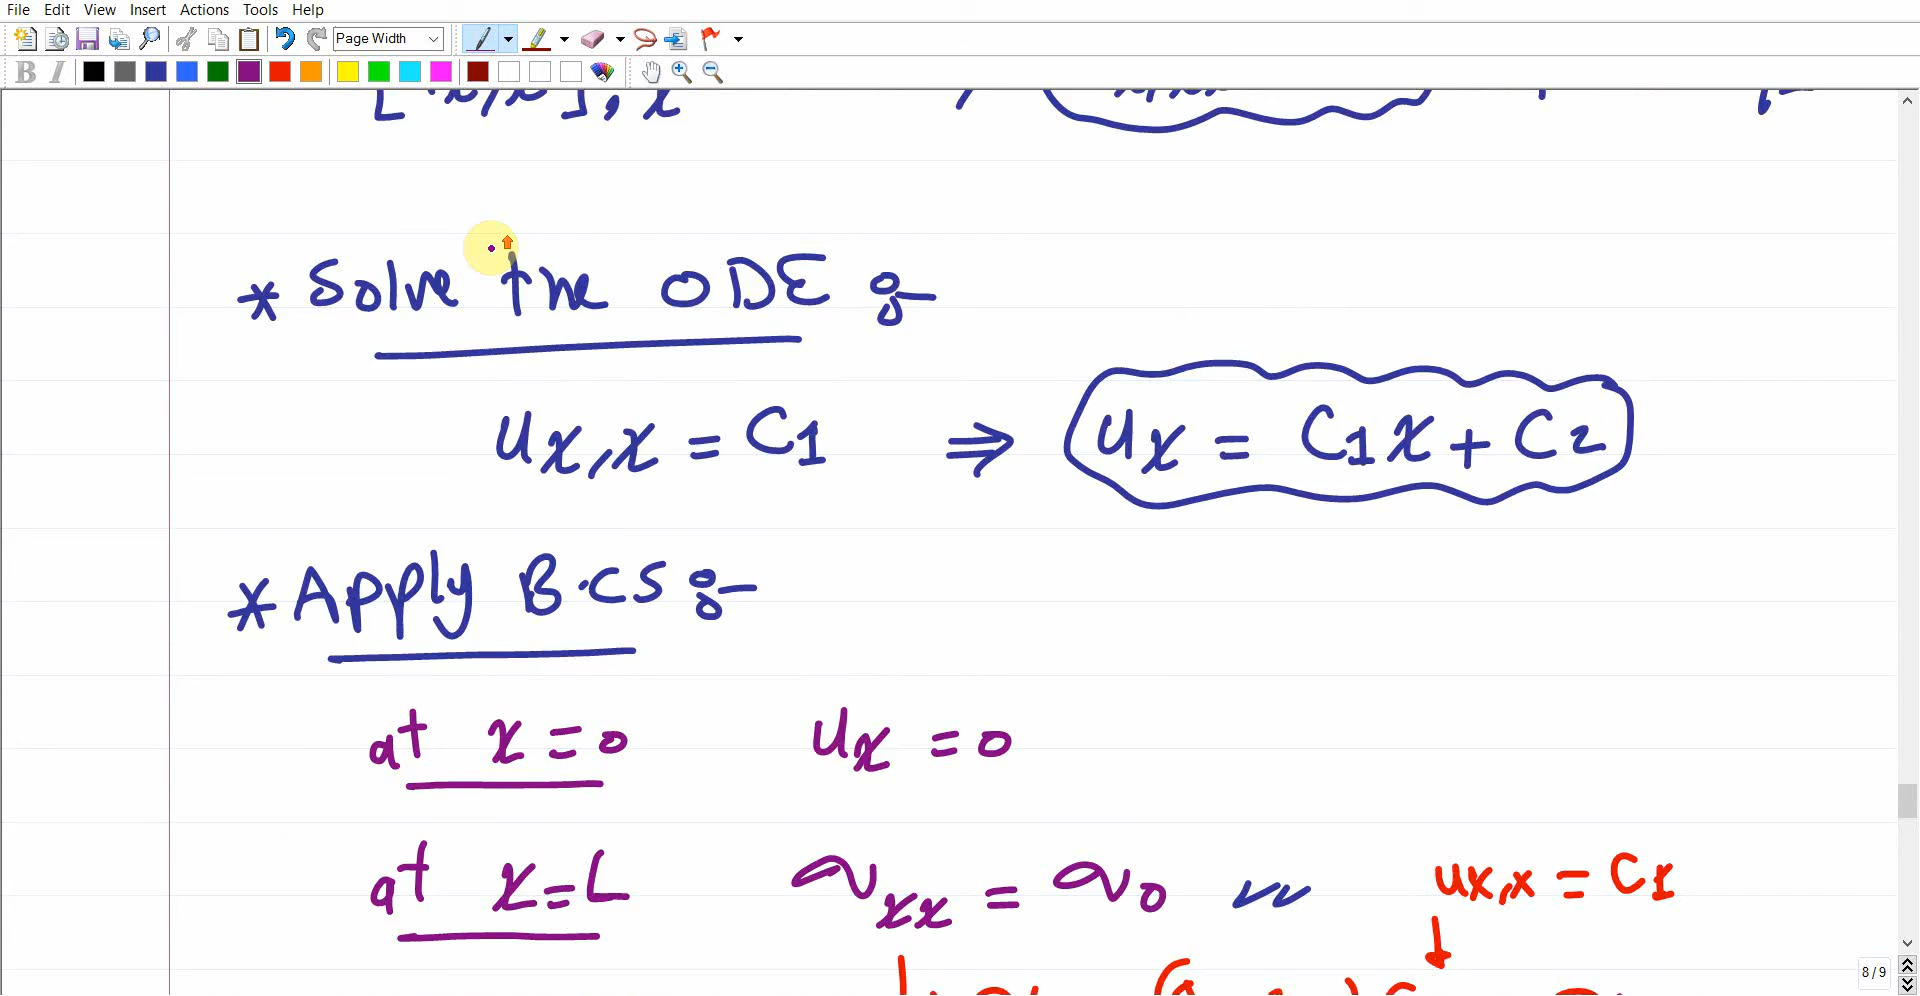 File Edit View Insert Actions Tools Help
Page Width
B I
* Solve the ODE :-
ux,x = C1 ⇒ ux = C1x + C2
* Apply B.CS :-
at x = 0 ux = 0
at x = L σxx = σ0
ux,x = C1
8 / 9